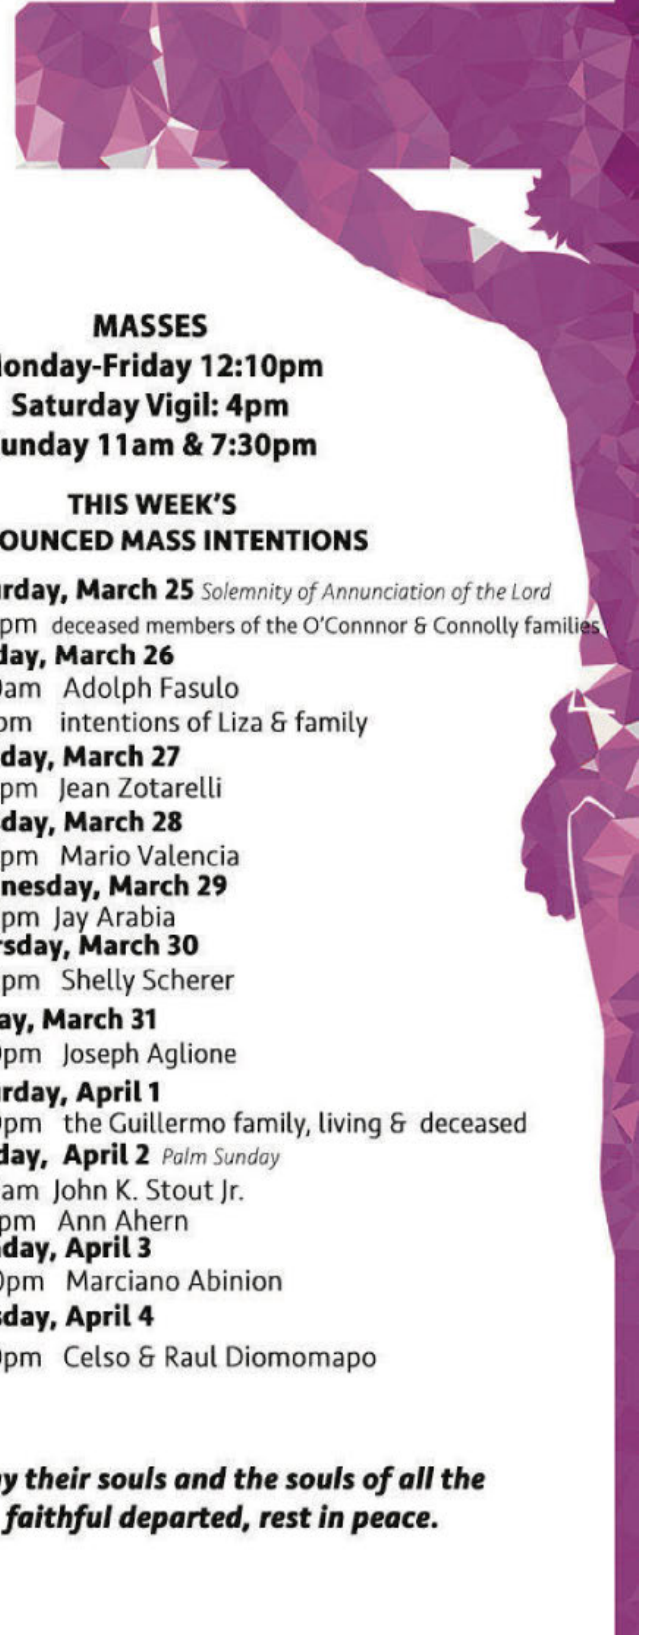 MASSES
onday-Friday 12:10pm
Saturday Vigil: 4pm
unday 11am & 7:30pm
THIS WEEK'S
OUNCED MASS INTENTIONS
rday, March 25 Solemnity of Annunciation of the Lord
pm deceased members of the O'Connnor & Connolly families
day, March 26
am Adolph Fasulo
pm intentions of Liza & family
day, March 27
pm Jean Zotarelli
day, March 28
pm Mario Valencia
nesday, March 29
pm Jay Arabia
rsday, March 30
pm Shelly Scherer
ay, March 31
pm Joseph Aglione
rday, April 1
pm the Guillermo family, living & deceased
day, April 2 Palm Sunday
am John K. Stout Jr.
pm Ann Ahern
day, April 3
0pm Marciano Abinion
sday, April 4
0pm Celso & Raul Diomomapo
y their souls and the souls of all the
faithful departed, rest in peace.